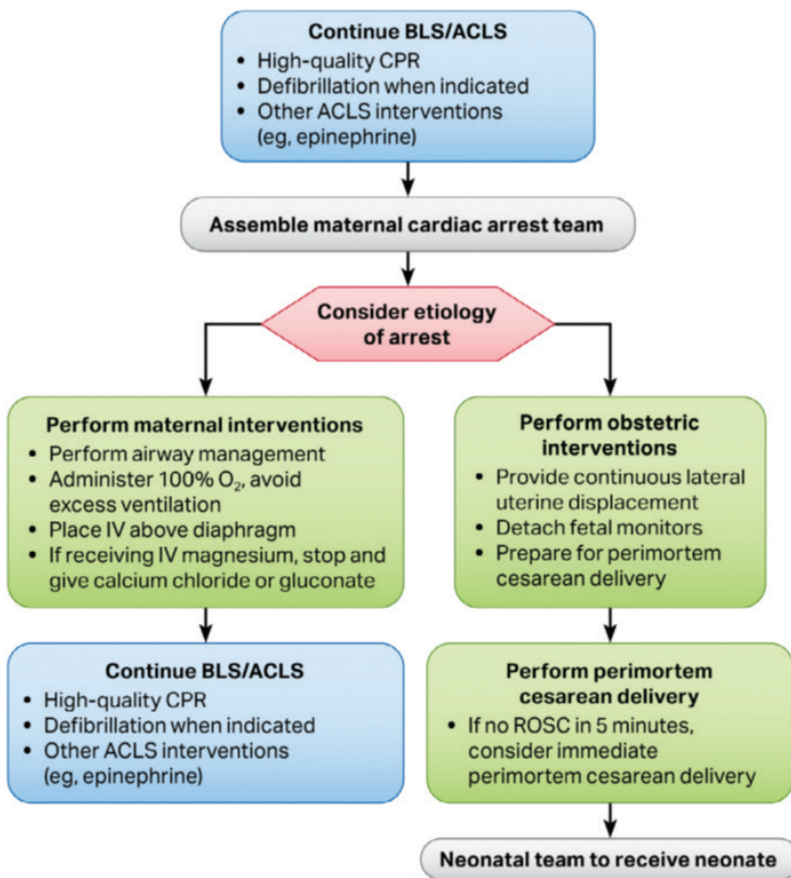 Continue BLS/ACLS
• High-quality CPR
• Defibrillation when indicated
• Other ACLS interventions
(eg, epinephrine)
Assemble maternal cardiac arrest team
Consider etiology
of arrest
Perform maternal interventions
• Perform airway management
• Administer 100% O₂, avoid
excess ventilation
• Place IV above diaphragm
• If receiving IV magnesium, stop and
give calcium chloride or gluconate
Continue BLS/ACLS
• High-quality CPR
• Defibrillation when indicated
• Other ACLS interventions
(eg, epinephrine)
Perform obstetric
interventions
• Provide continuous lateral
uterine displacement
• Detach fetal monitors
• Prepare for perimortem
cesarean delivery
Perform perimortem
cesarean delivery
• If no ROSC in 5 minutes,
consider immediate
perimortem cesarean delivery
Neonatal team to receive neonate